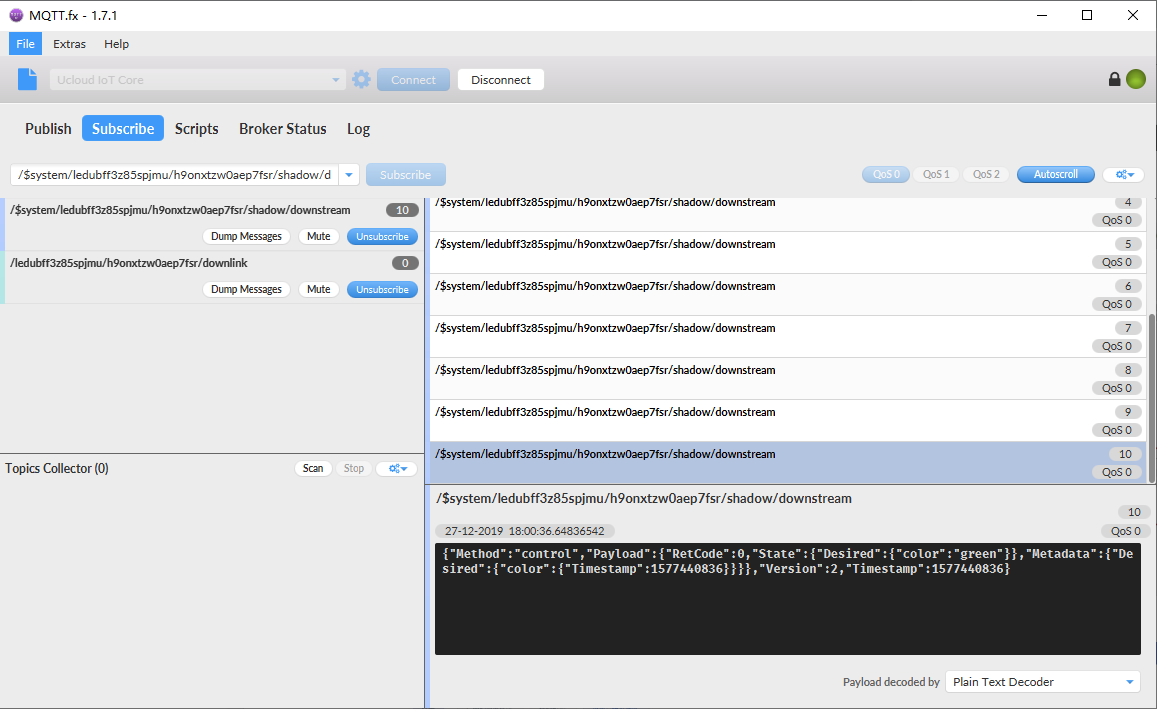 MQTT.fx - 1.7.1
File Extras Help
Ucloud IoT Core Connect Disconnect
Publish Subscribe Scripts Broker Status Log
/$system/ledubff3z85spjmu/h9onxtzw0aep7fsr/shadow/d Subscribe QoS 0 QoS 1 QoS 2 Autoscroll
/$system/ledubff3z85spjmu/h9onxtzw0aep7fsr/shadow/downstream 10
Dump Messages Mute Unsubscribe
/ledubff3z85spjmu/h9onxtzw0aep7fsr/downlink 0
Dump Messages Mute Unsubscribe
/$system/ledubff3z85spjmu/h9onxtzw0aep7fsr/shadow/downstream 4
QoS 0
/$system/ledubff3z85spjmu/h9onxtzw0aep7fsr/shadow/downstream 5
QoS 0
/$system/ledubff3z85spjmu/h9onxtzw0aep7fsr/shadow/downstream 6
QoS 0
/$system/ledubff3z85spjmu/h9onxtzw0aep7fsr/shadow/downstream 7
QoS 0
/$system/ledubff3z85spjmu/h9onxtzw0aep7fsr/shadow/downstream 8
QoS 0
/$system/ledubff3z85spjmu/h9onxtzw0aep7fsr/shadow/downstream 9
QoS 0
/$system/ledubff3z85spjmu/h9onxtzw0aep7fsr/shadow/downstream 10
QoS 0
Topics Collector (0) Scan Stop
/$system/ledubff3z85spjmu/h9onxtzw0aep7fsr/shadow/downstream
10
27-12-2019 18:00:36.64836542 QoS 0
{"Method":"control","Payload":{"RetCode":0,"State":{"Desired":{"color":"green"}},"Metadata":{"De
sired":{"color":{"Timestamp":1577440836}}}},"Version":2,"Timestamp":1577440836}
Payload decoded by Plain Text Decoder